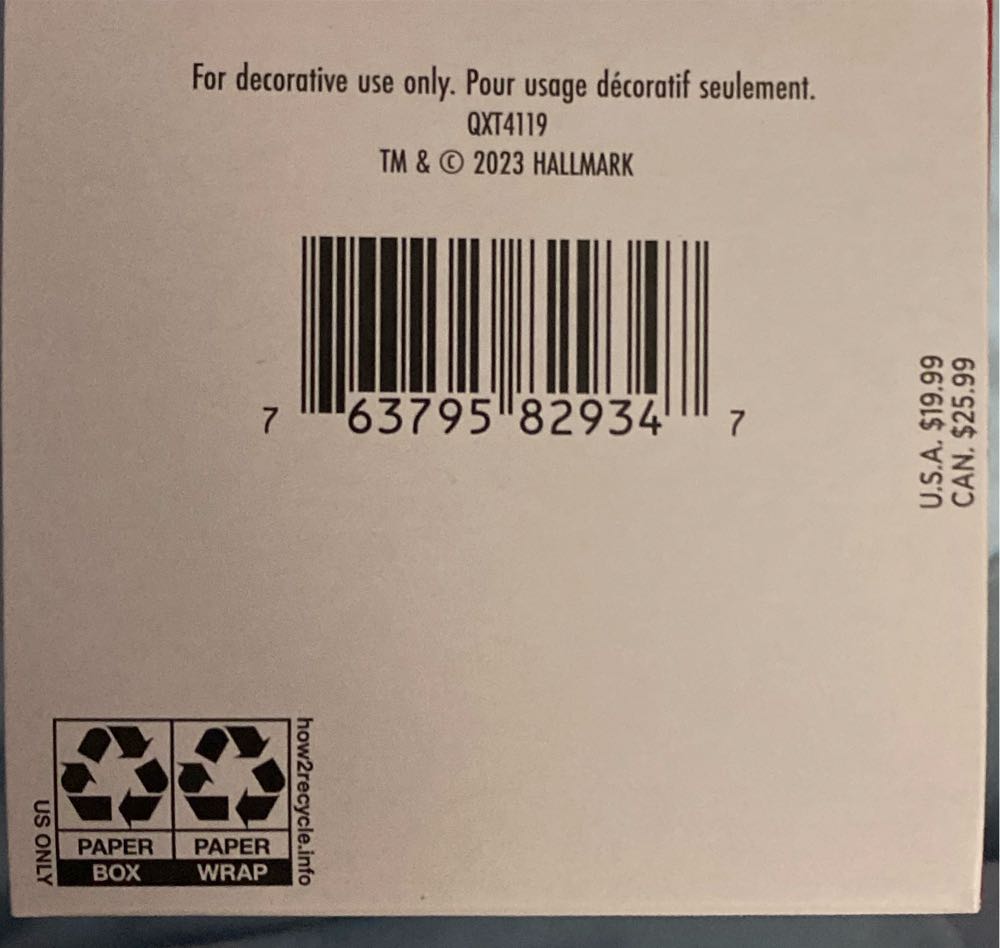 For decorative use only. Pour usage décoratif seulement.
QXT4119
TM & © 2023 HALLMARK
7 63795 82934 7
U.S.A. $19.99
CAN. $25.99
PAPER
BOX
PAPER
WRAP
US ONLY
how2recycle.info